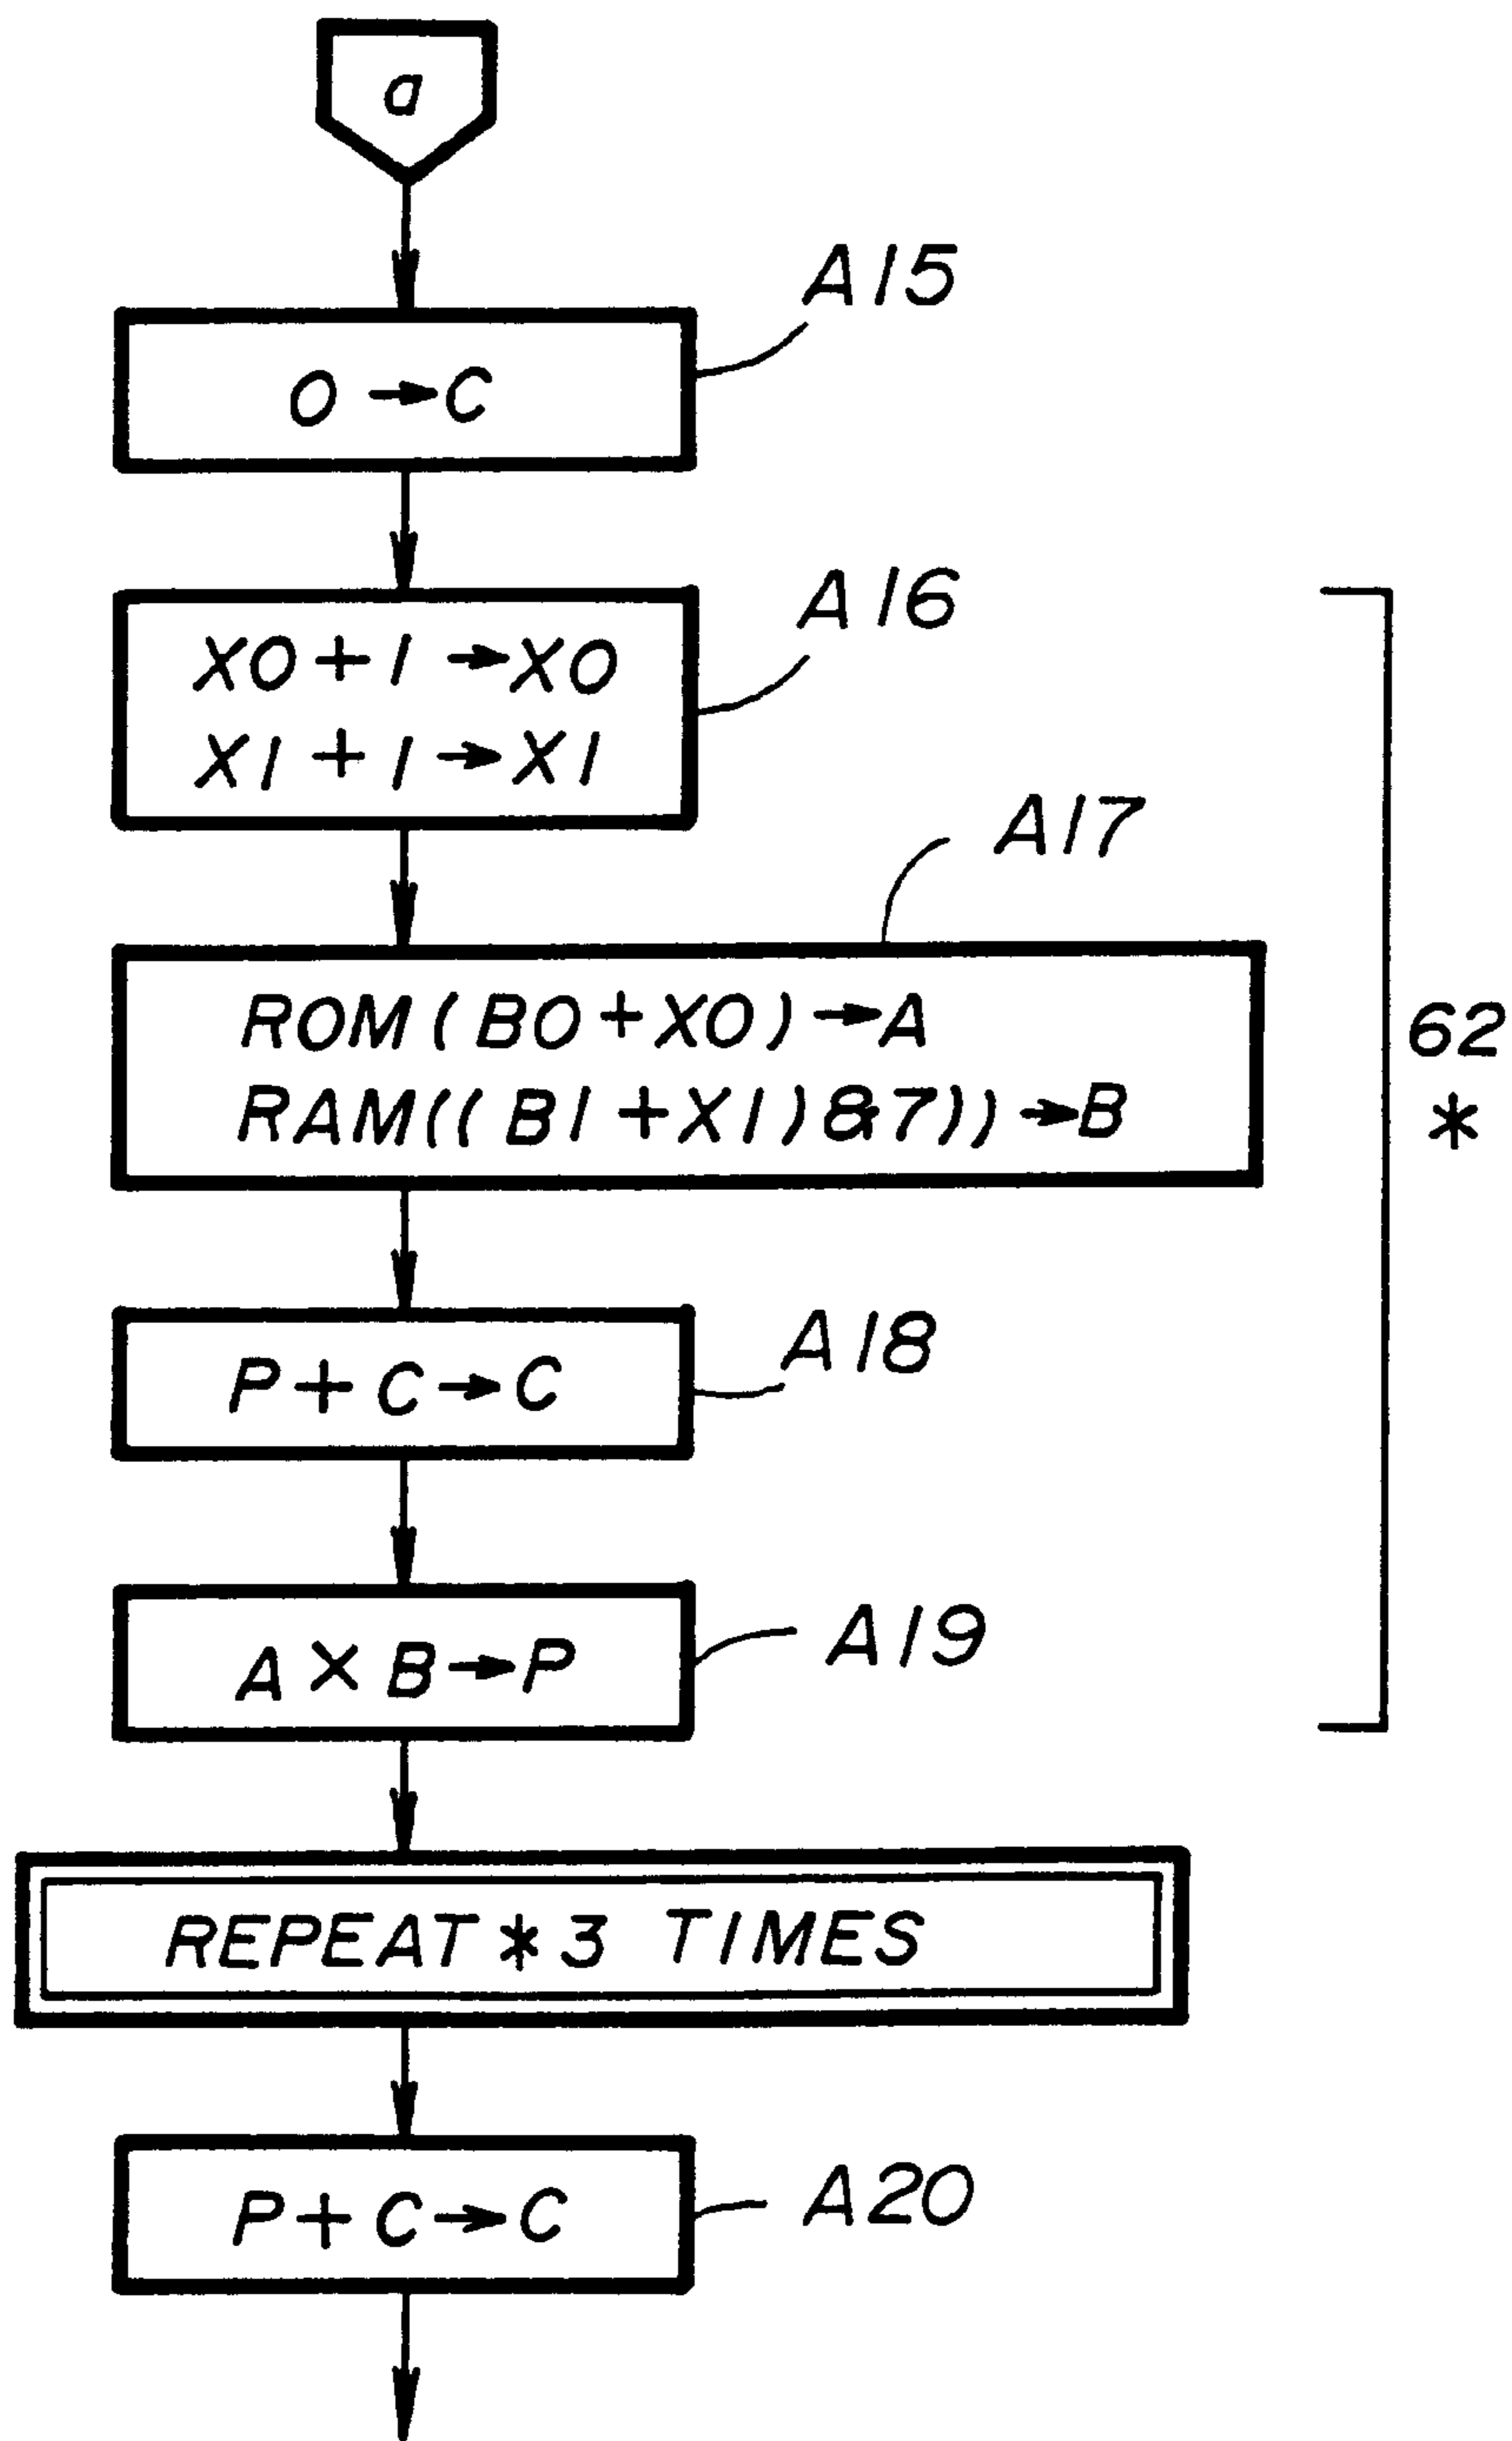 a
A15
0→C
A16
X0+1→X0
X1+1→X1
A17
ROM(B0+X0)→A
RAM((B1+X1)&7))→B
62
*
A18
P+C→C
A19
A×B→P
REPEAT*3 TIMES
A20
P+C→C